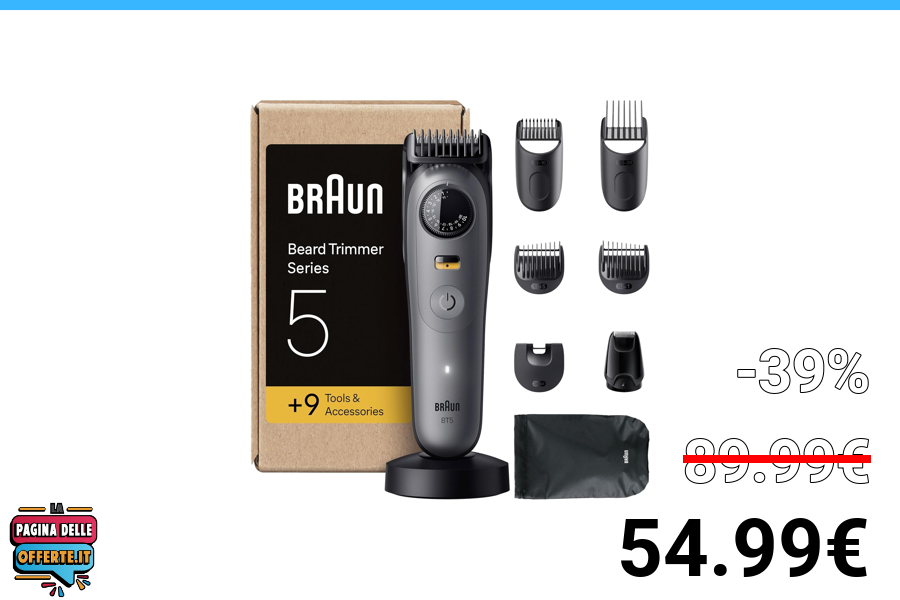 BRAUN
Beard Trimmer
Series
5
+9 Tools &
Accessories
BRAUN
BT5
BRAUN
-39%
89.99€
54.99€
LA
PAGINA DELLE
OFFERTE.IT